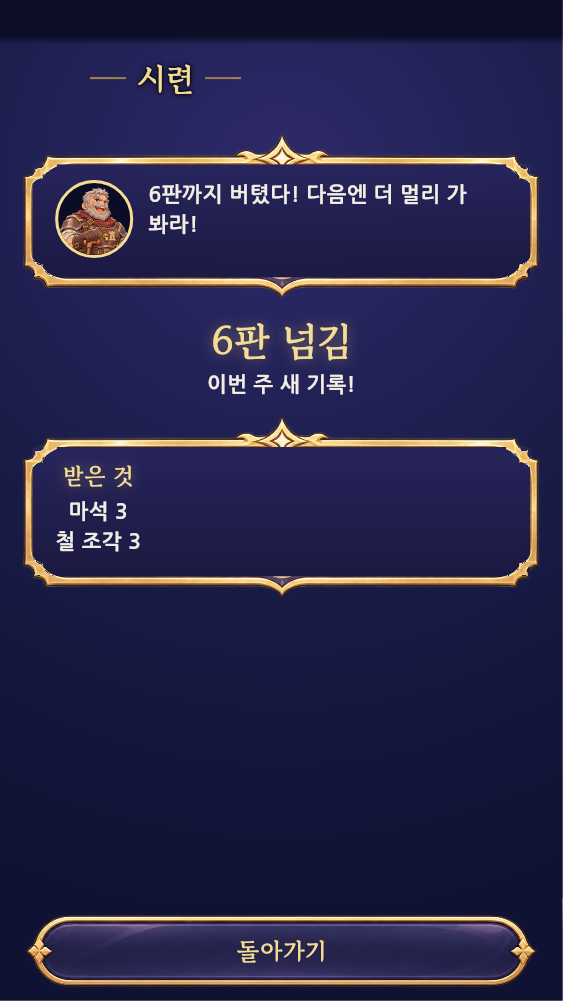 시련
6판까지 버텼다! 다음엔 더 멀리 가
봐라!
6판 넘김
이번 주 새 기록!
받은 것
마석 3
철 조각 3
돌아가기